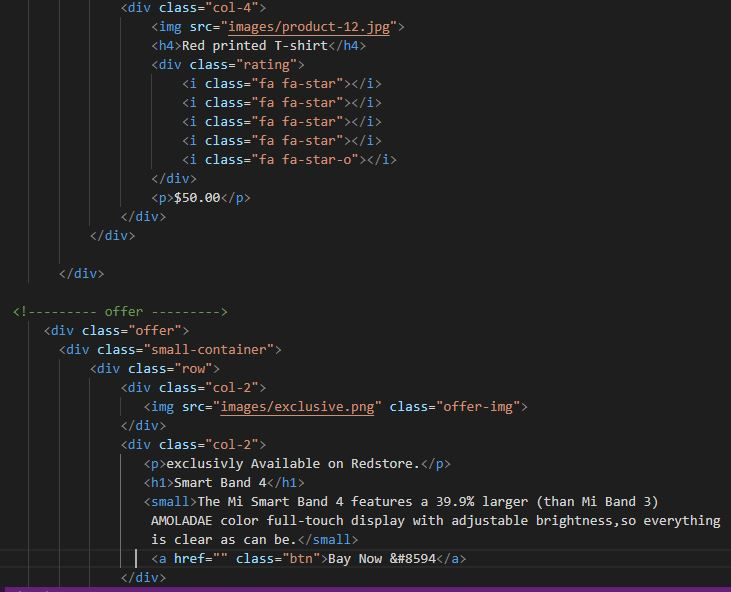 <div class="col-4">
<img src="images/product-12.jpg">
<h4>Red printed T-shirt</h4>
<div class="rating">
<i class="fa fa-star"></i>
<i class="fa fa-star"></i>
<i class="fa fa-star"></i>
<i class="fa fa-star"></i>
<i class="fa fa-star-o"></i>
</div>
<p>$50.00</p>
</div>
</div>
</div>
<!--------- offer --------->
<div class="offer">
<div class="small-container">
<div class="row">
<div class="col-2">
<img src="images/exclusive.png" class="offer-img">
</div>
<div class="col-2">
<p>exclusivly Available on Redstore.</p>
<h1>Smart Band 4</h1>
<small>The Mi Smart Band 4 features a 39.9% larger (than Mi Band 3)
AMOLADAE color full-touch display with adjustable brightness,so everything
is clear as can be.</small>
<a href="" class="btn">Bay Now &#8594</a>
</div>